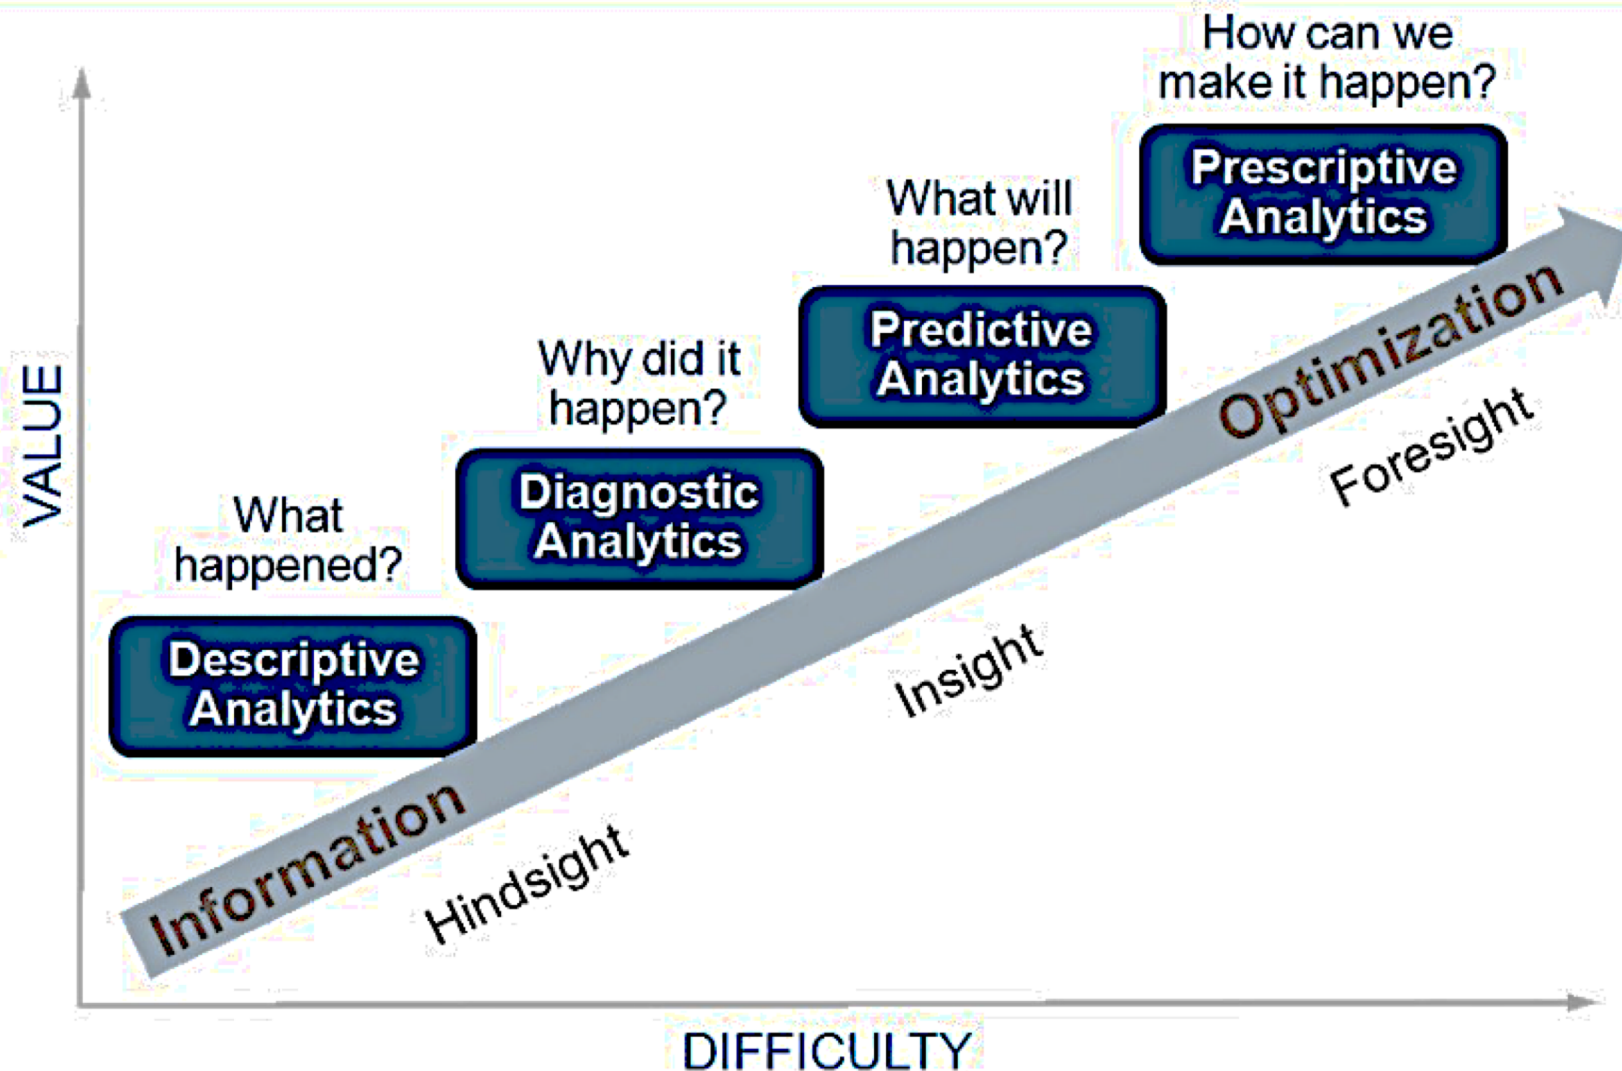 How can we
make it happen?
Prescriptive
Analytics
What will
happen?
Predictive
Analytics
Why did it
happen?
Diagnostic
Analytics
What
happened?
Descriptive
Analytics
VALUE
Information
Optimization
Hindsight
Insight
Foresight
DIFFICULTY